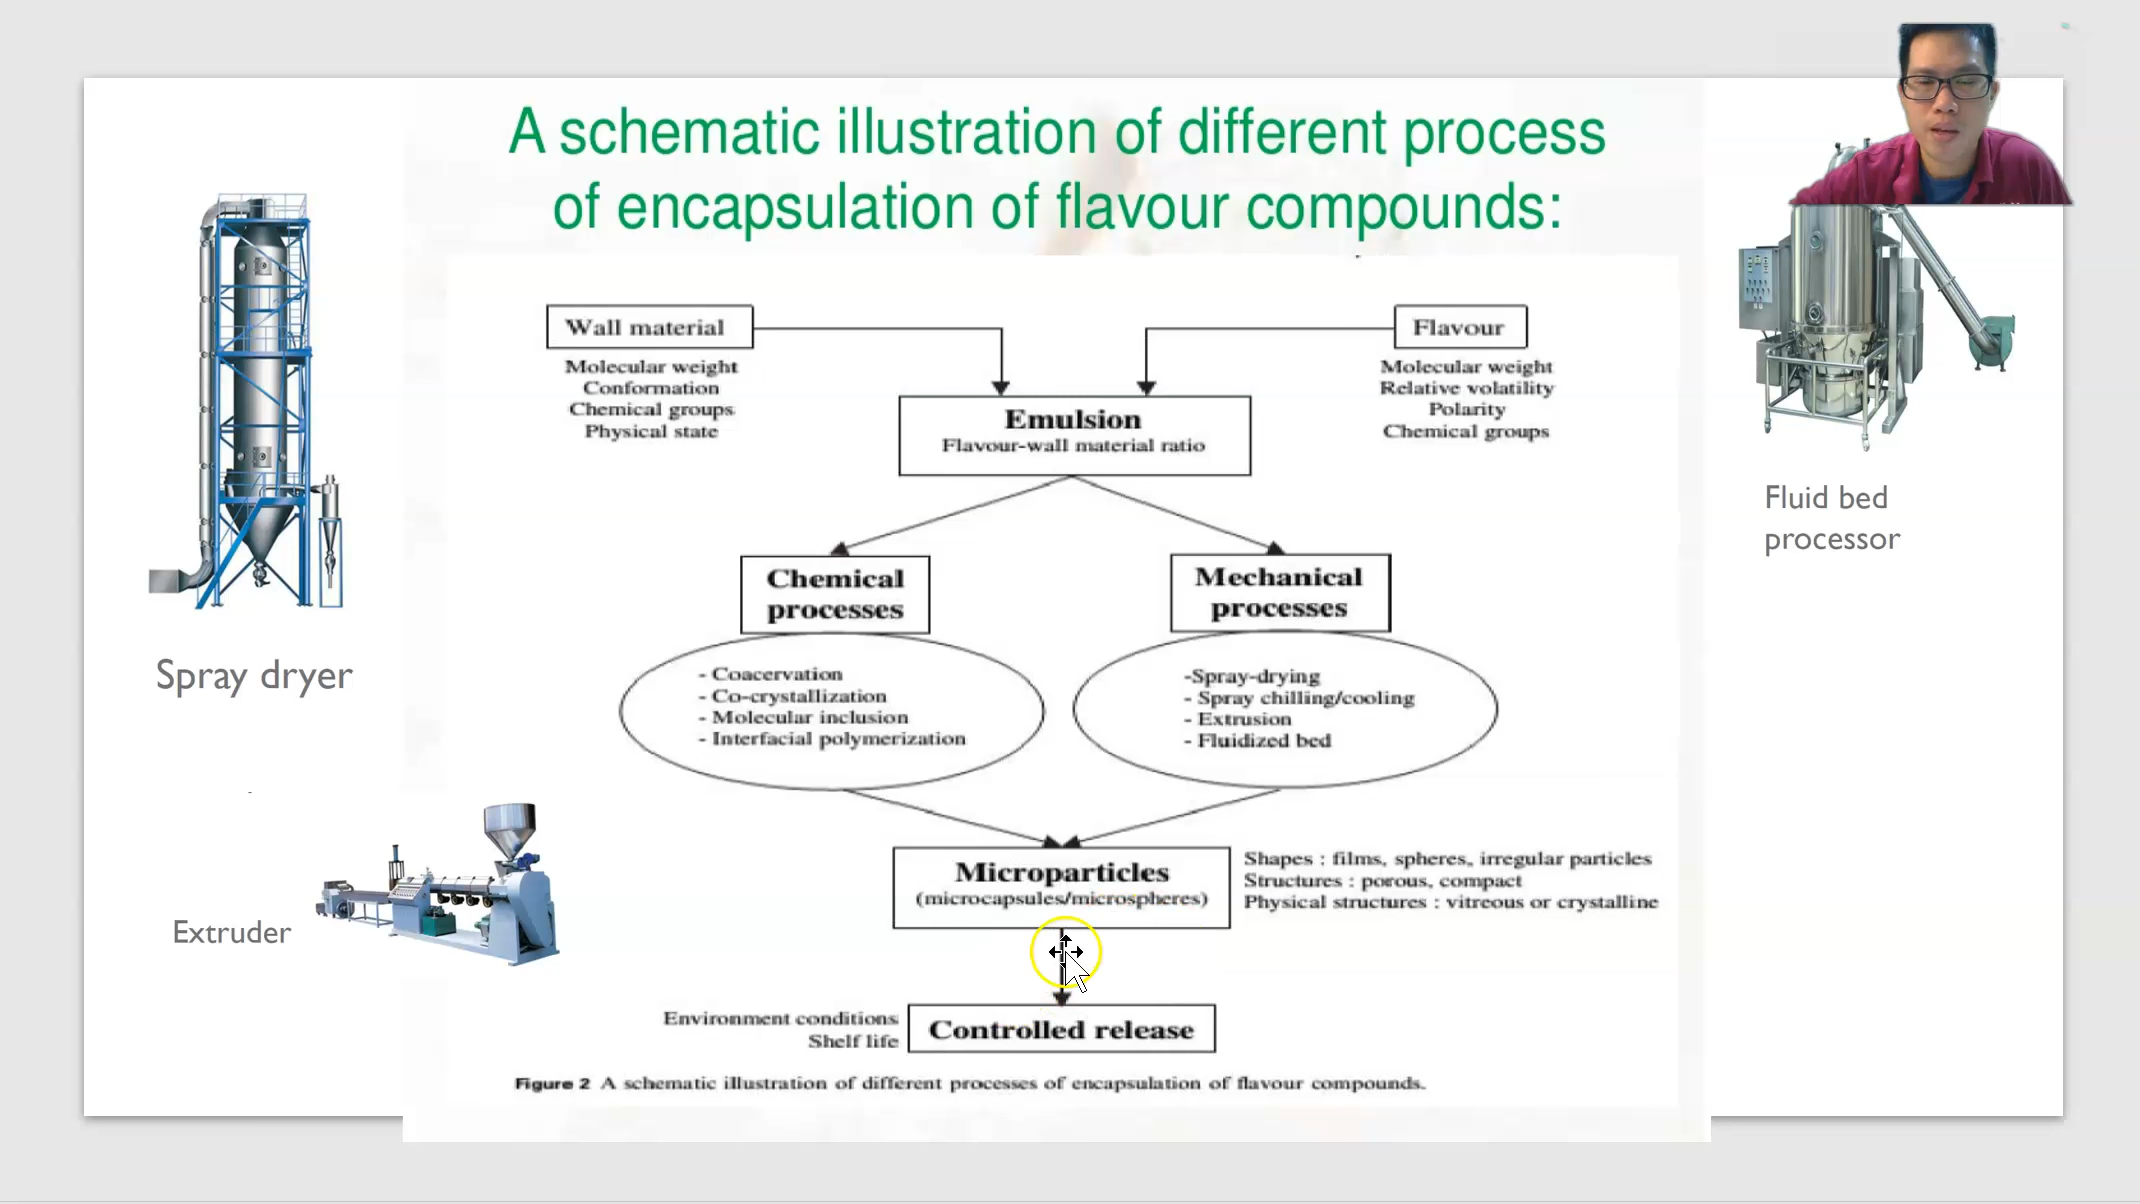 A schematic illustration of different process
of encapsulation of flavour compounds:
Wall material
Molecular weight
Conformation
Chemical groups
Physical state
Flavour
Molecular weight
Relative volatility
Polarity
Chemical groups
Emulsion
Flavour-wall material ratio
Chemical
processes
- Coacervation
- Co-crystallization
- Molecular inclusion
- Interfacial polymerization
Mechanical
processes
-Spray-drying
- Spray chilling/cooling
- Extrusion
- Fluidized bed
Microparticles
(microcapsules/microspheres)
Shapes : films, spheres, irregular particles
Structures : porous, compact
Physical structures : vitreous or crystalline
Environment conditions
Shelf life
Controlled release
Figure 2 A schematic illustration of different processes of encapsulation of flavour compounds.
Spray dryer
Extruder
Fluid bed
processor